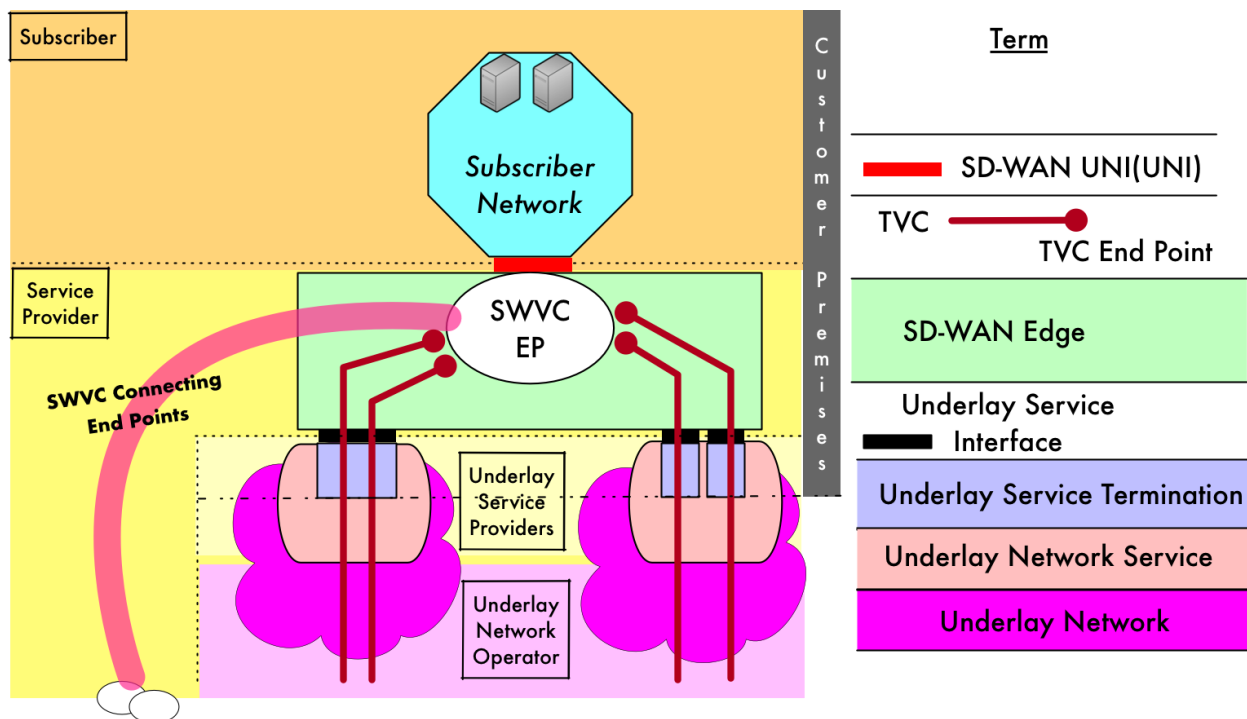 Subscriber
Subscriber
Network
Customer Premises
Service
Provider
SWVC
EP
SWVC Connecting
End Points
Underlay
Service
Providers
Underlay
Network
Operator
Term
SD-WAN UNI(UNI)
TVC
TVC End Point
SD-WAN Edge
Underlay Service
Interface
Underlay Service Termination
Underlay Network Service
Underlay Network